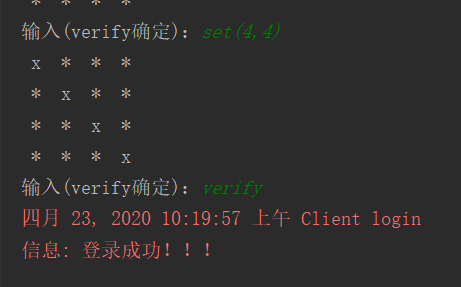 * * * *
输入(verify确定): set(4,4)
x * * *
* x * *
* * x *
* * * x
输入(verify确定): verify
四月 23, 2020 10:19:57 上午 Client login
信息: 登录成功!!!